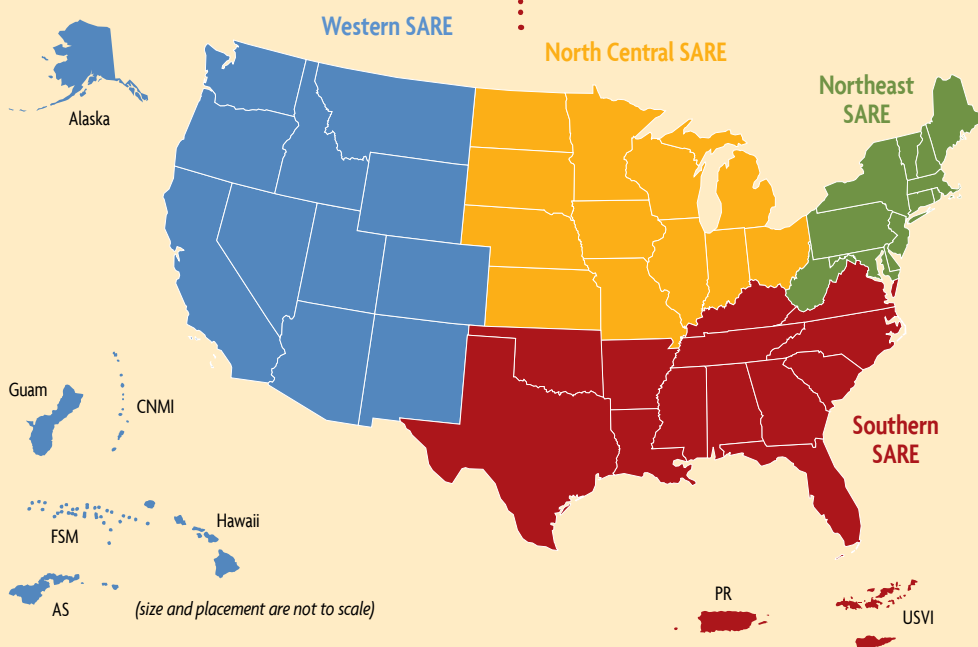 Western SARE
North Central SARE
Northeast
SARE
Alaska
Guam
CNMI
Southern
SARE
Hawaii
FSM
AS
(size and placement are not to scale)
PR
USVI